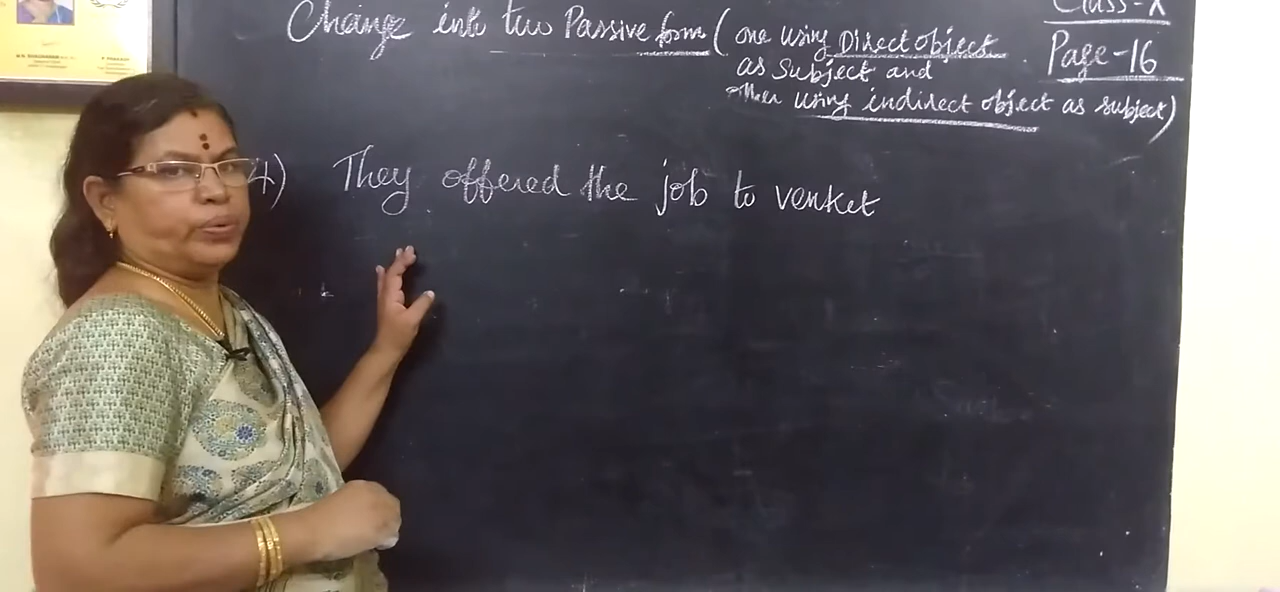 Class-X
Change into two Passive form ( one using Direct object
Page-16
as subject and
other using indirect object as subject)
4) They offered the job to venket